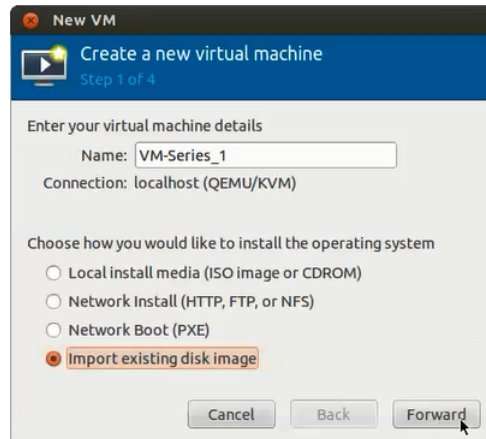 New VM
Create a new virtual machine
Step 1 of 4
Enter your virtual machine details
Name: VM-Series_1
Connection: localhost (QEMU/KVM)
Choose how you would like to install the operating system
Local install media (ISO image or CDROM)
Network Install (HTTP, FTP, or NFS)
Network Boot (PXE)
Import existing disk image
Cancel Back Forward